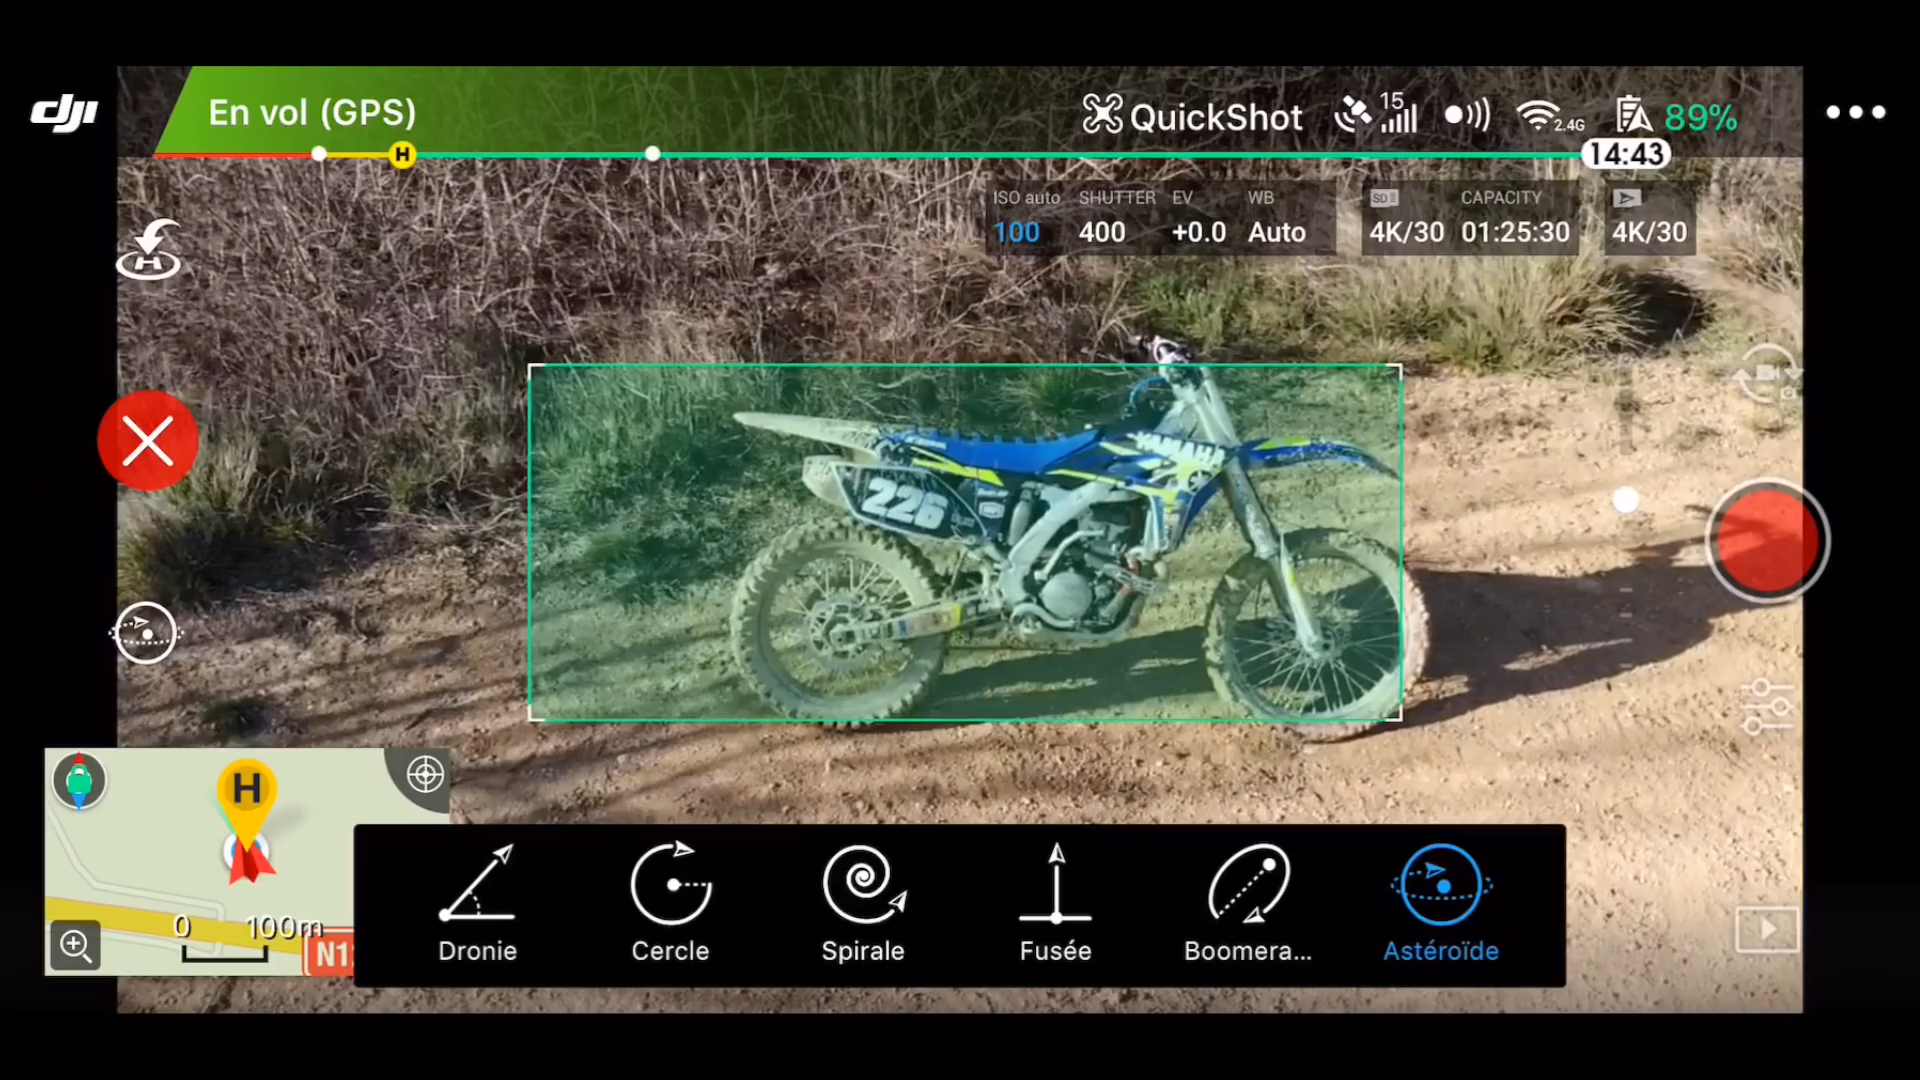 dji
En vol (GPS)
QuickShot
15
2.4G
89%
H
14:43
ISO auto SHUTTER EV WB
SD CAPACITY
100 400 +0.0 Auto
4K/30 01:25:30
4K/30
H
YAMAHA
226
H
0 100m
N1
Dronie
Cercle
Spirale
Fusée
Boomera...
Astéroïde